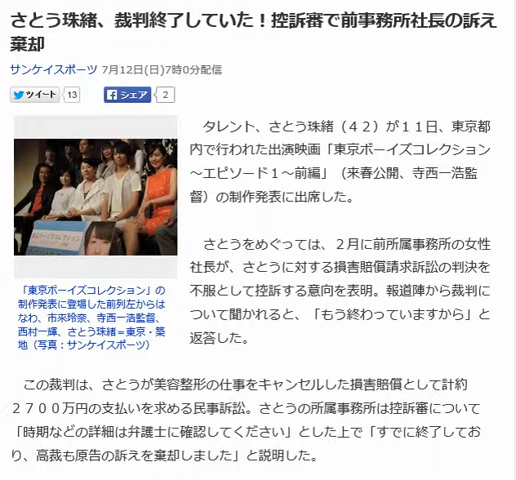 さとう珠緒、裁判終了していた！控訴審で前事務所社長の訴え
棄却
サンケイスポーツ 7月12日(日)7時0分配信
ツイート 13 シェア 2
タレント、さとう珠緒（４２）が１１日、東京都
内で行われた出演映画「東京ボーイズコレクション
～エピソード１～前編」（来春公開、寺西一浩監
督）の制作発表に出席した。
さとうをめぐっては、２月に前所属事務所の女性
社長が、さとうに対する損害賠償請求訴訟の判決を
不服として控訴する意向を表明。報道陣から裁判に
ついて聞かれると、「もう終わっていますから」と
返答した。
「東京ボーイズコレクション」の
制作発表に登場した前列左からは
なわ、市来玲奈、寺西一浩監督、
西村一輝、さとう珠緒＝東京・築
地（写真：サンケイスポーツ）
この裁判は、さとうが美容整形の仕事をキャンセルした損害賠償として計約
２７００万円の支払いを求める民事訴訟。さとうの所属事務所は控訴審について
「時期などの詳細は弁護士に確認してください」とした上で「すでに終了してお
り、高裁も原告の訴えを棄却しました」と説明した。